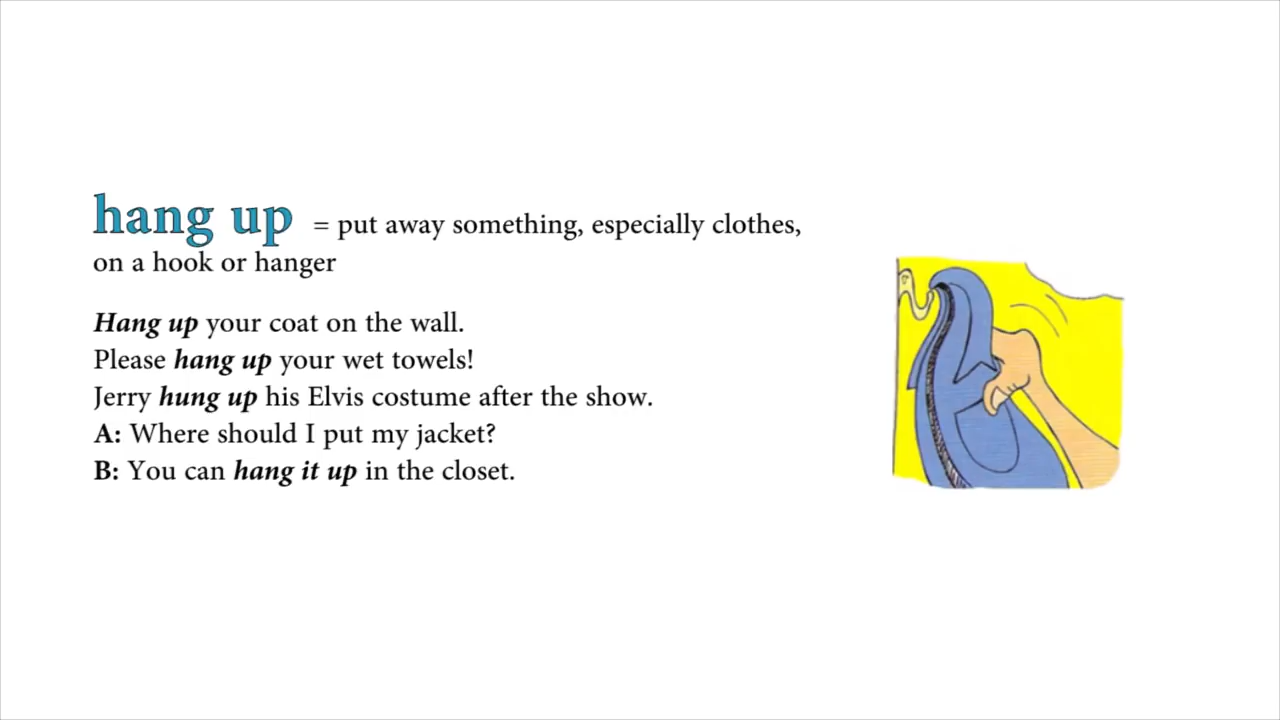 hang up = put away something, especially clothes,
on a hook or hanger
Hang up your coat on the wall.
Please hang up your wet towels!
Jerry hung up his Elvis costume after the show.
A: Where should I put my jacket?
B: You can hang it up in the closet.